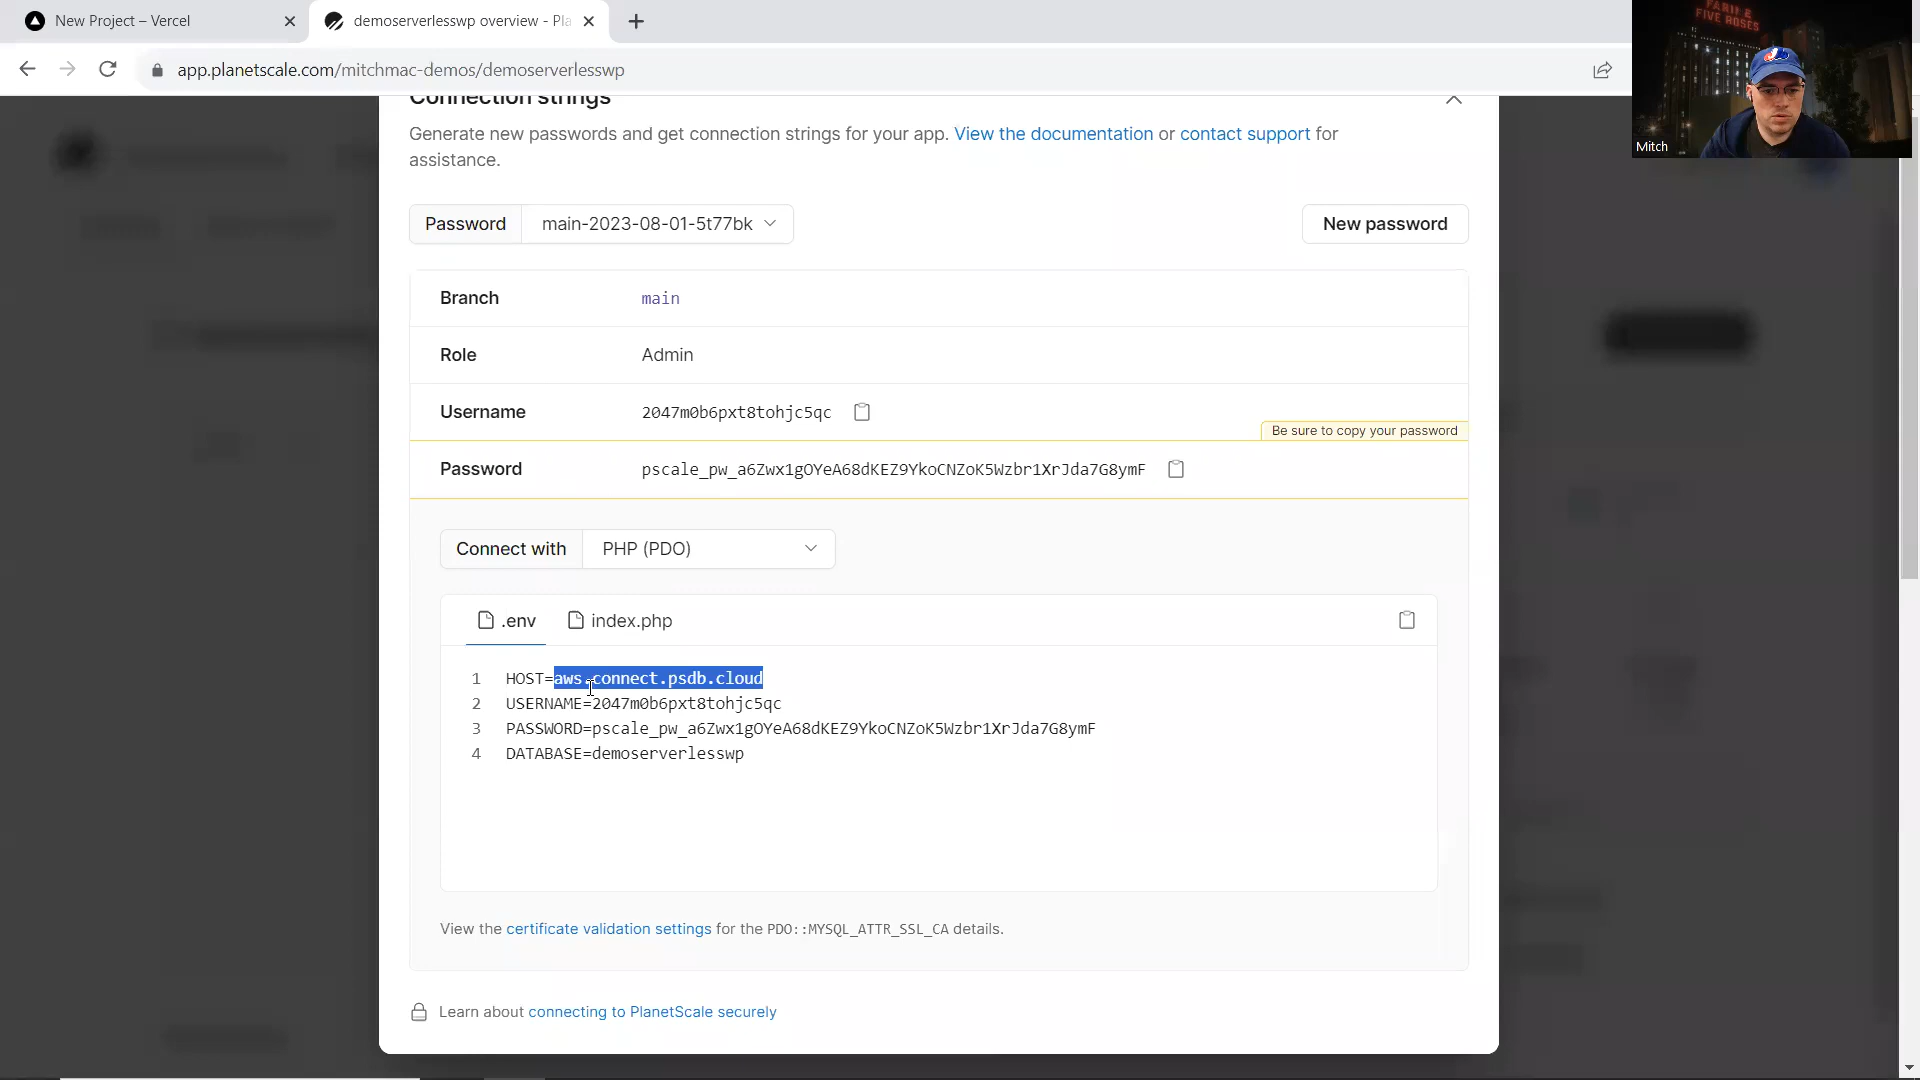 New Project – Vercel
demoserverlesswp overview - Pla
app.planetscale.com/mitchmac-demos/demoserverlesswp
FARINE
FIVE ROSES
Mitch
Connection strings
Generate new passwords and get connection strings for your app. View the documentation or contact support for
assistance.
Password main-2023-08-01-5t77bk
New password
Branch main
Role Admin
Username 2047m0b6pxt8tohjc5qc
Be sure to copy your password
Password pscale_pw_a6Zwx1gOYeA68dKEZ9YkoCNZoK5Wzbr1XrJda7G8ymF
Connect with PHP (PDO)
.env index.php
1 HOST=aws.connect.psdb.cloud
2 USERNAME=2047m0b6pxt8tohjc5qc
3 PASSWORD=pscale_pw_a6Zwx1gOYeA68dKEZ9YkoCNZoK5Wzbr1XrJda7G8ymF
4 DATABASE=demoserverlesswp
View the certificate validation settings for the PDO::MYSQL_ATTR_SSL_CA details.
Learn about connecting to PlanetScale securely